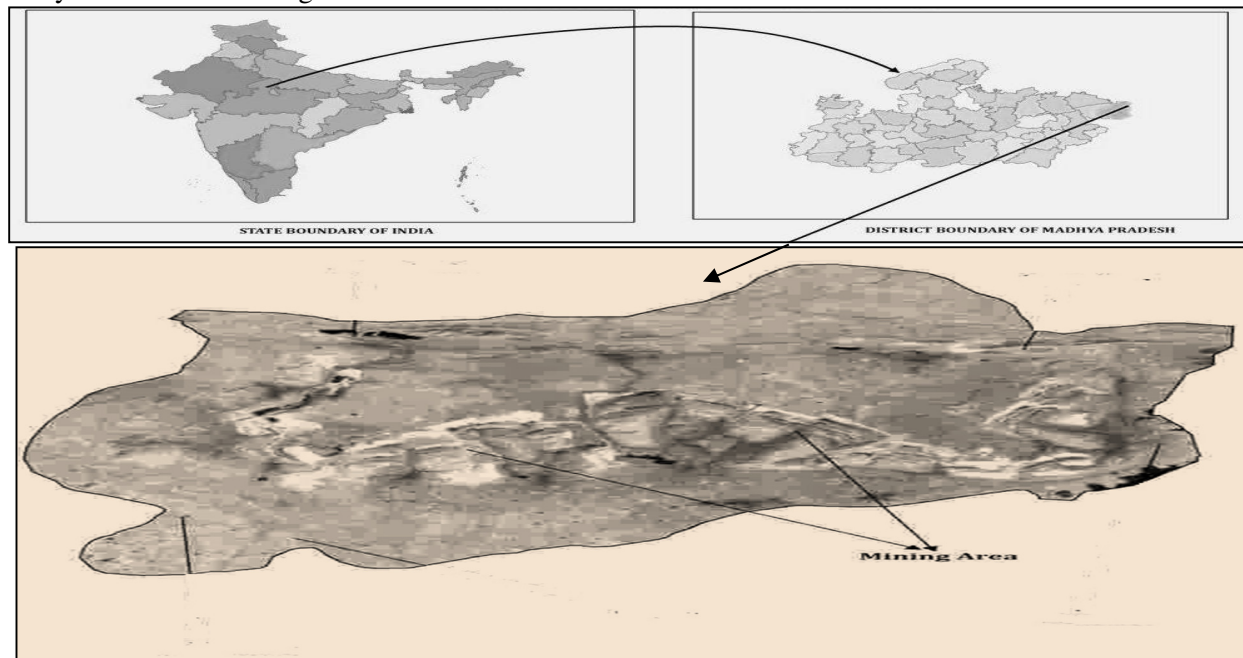 STATE BOUNDARY OF INDIA
DISTRICT BOUNDARY OF MADHYA PRADESH
Mining Area